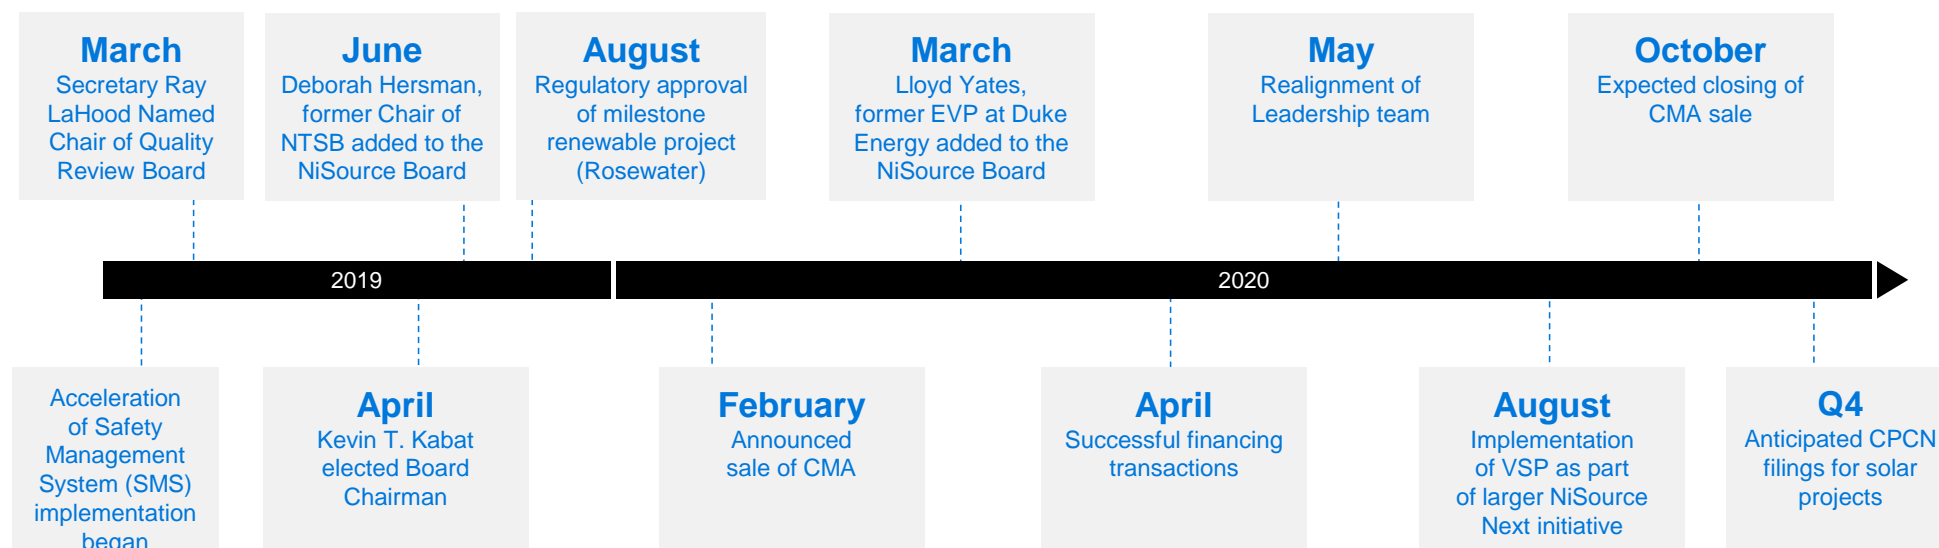 March
Secretary Ray
LaHood Named
Chair of Quality
Review Board
June
Deborah Hersman,
former Chair of
NTSB added to the
NiSource Board
August
Regulatory approval
of milestone
renewable project
(Rosewater)
March
Lloyd Yates,
former EVP at Duke
Energy added to the
NiSource Board
May
Realignment of
Leadership team
October
Expected closing of
CMA sale
2019
2020
Acceleration
of Safety
Management
System (SMS)
implementation
began
April
Kevin T. Kabat
elected Board
Chairman
February
Announced
sale of CMA
April
Successful financing
transactions
August
Implementation
of VSP as part
of larger NiSource
Next initiative
Q4
Anticipated CPCN
filings for solar
projects